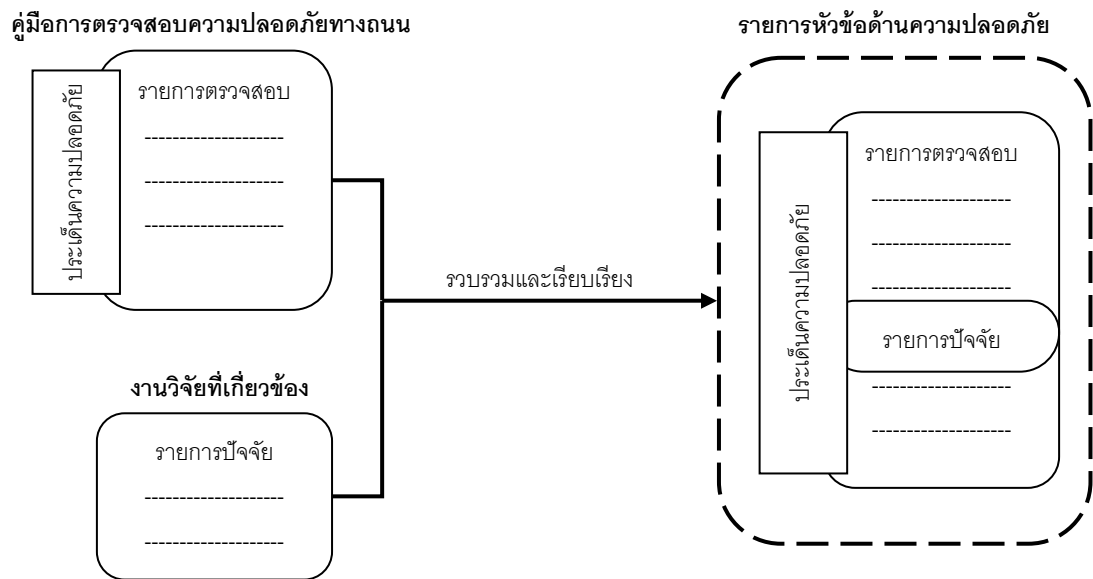 คู่มือการตรวจสอบความปลอดภัยทางถนน
ประเด็นความปลอดภัย
รายการตรวจสอบ
---------------------
---------------------
---------------------
งานวิจัยที่เกี่ยวข้อง
รายการปัจจัย
---------------------
---------------------
รวบรวมและเรียบเรียง
รายการหัวข้อด้านความปลอดภัย
ประเด็นความปลอดภัย
รายการตรวจสอบ
---------------------
---------------------
---------------------
รายการปัจจัย
---------------------
---------------------